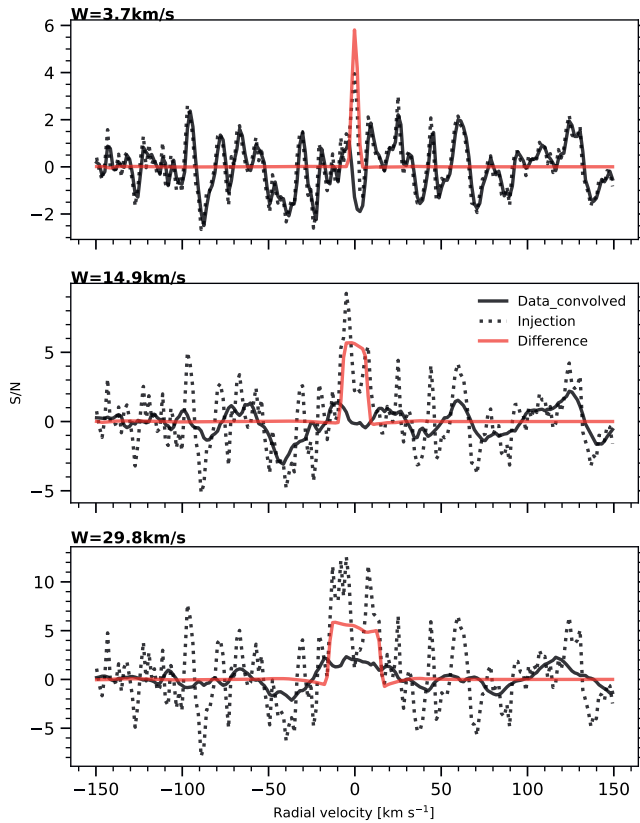 W=3.7km/s
6
4
2
0
−2
W=14.9km/s
Data_convolved
Injection
Difference
5
0
−5
S/N
W=29.8km/s
10
5
0
−5
−150 −100 −50 0 50 100 150
Radial velocity [km s⁻¹]